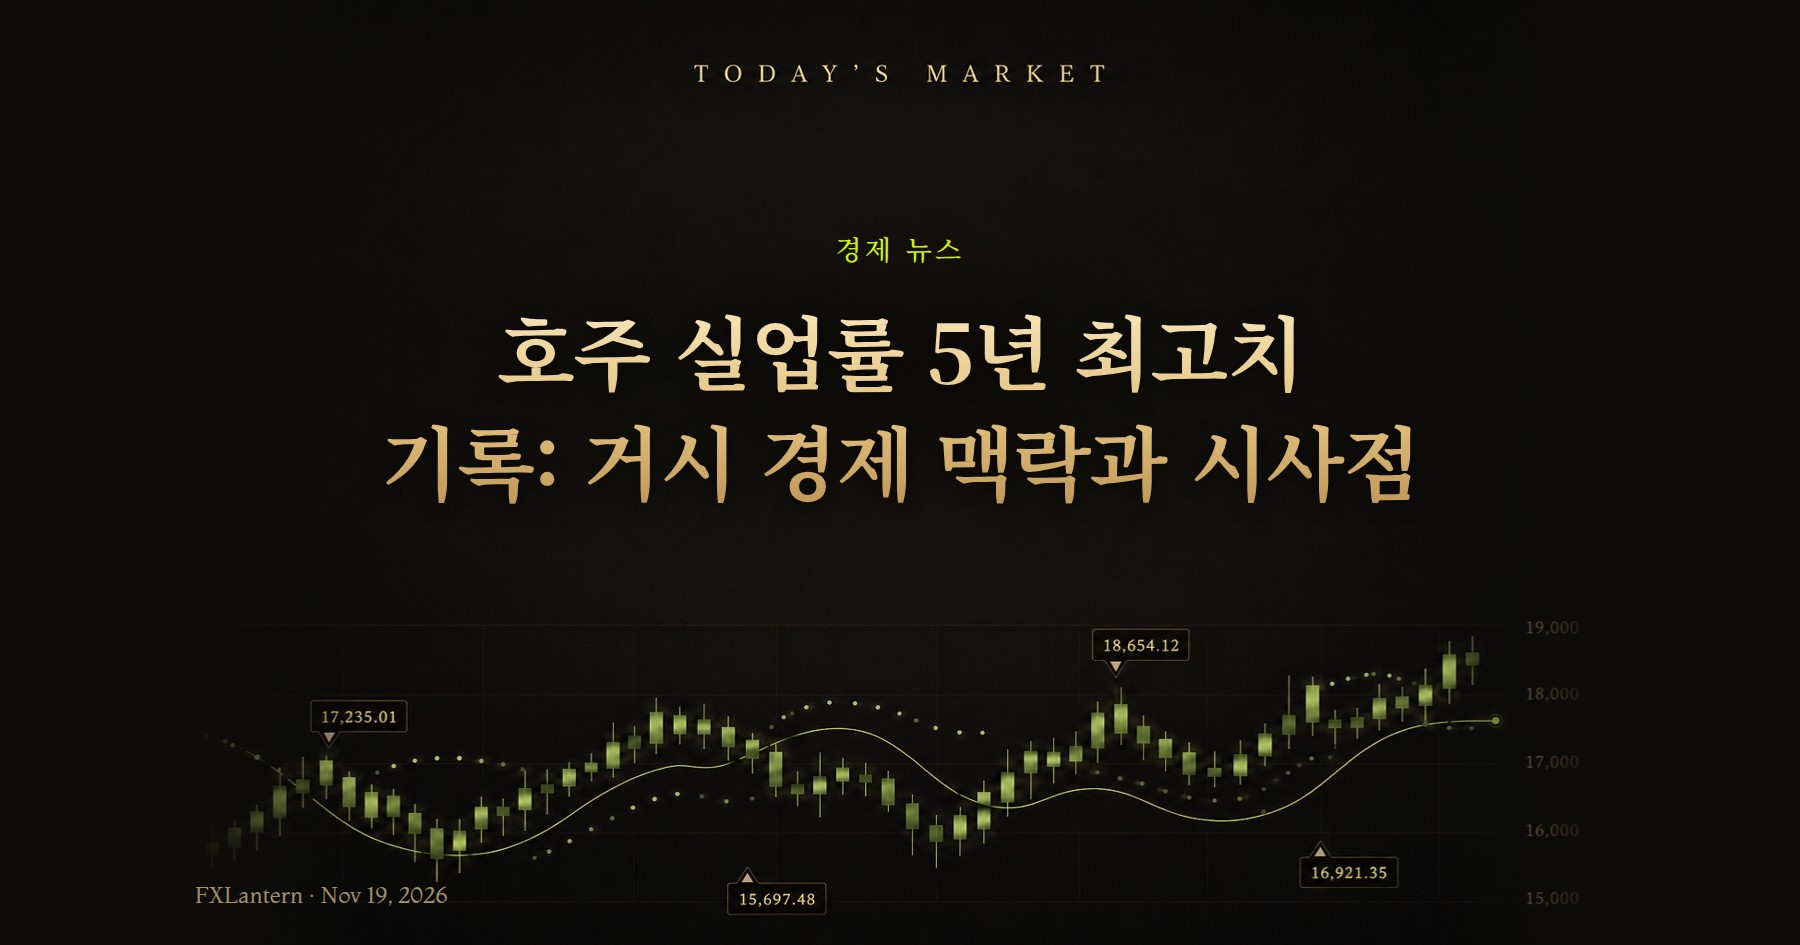 TODAY’S MARKET
경제 뉴스
호주 실업률 5년 최고치
기록: 거시 경제 맥락과 시사점
19,000
18,654.12
18,000
17,235.01
17,000
16,000
16,921.35
15,697.48
15,000
FXLantern · Nov 19, 2026